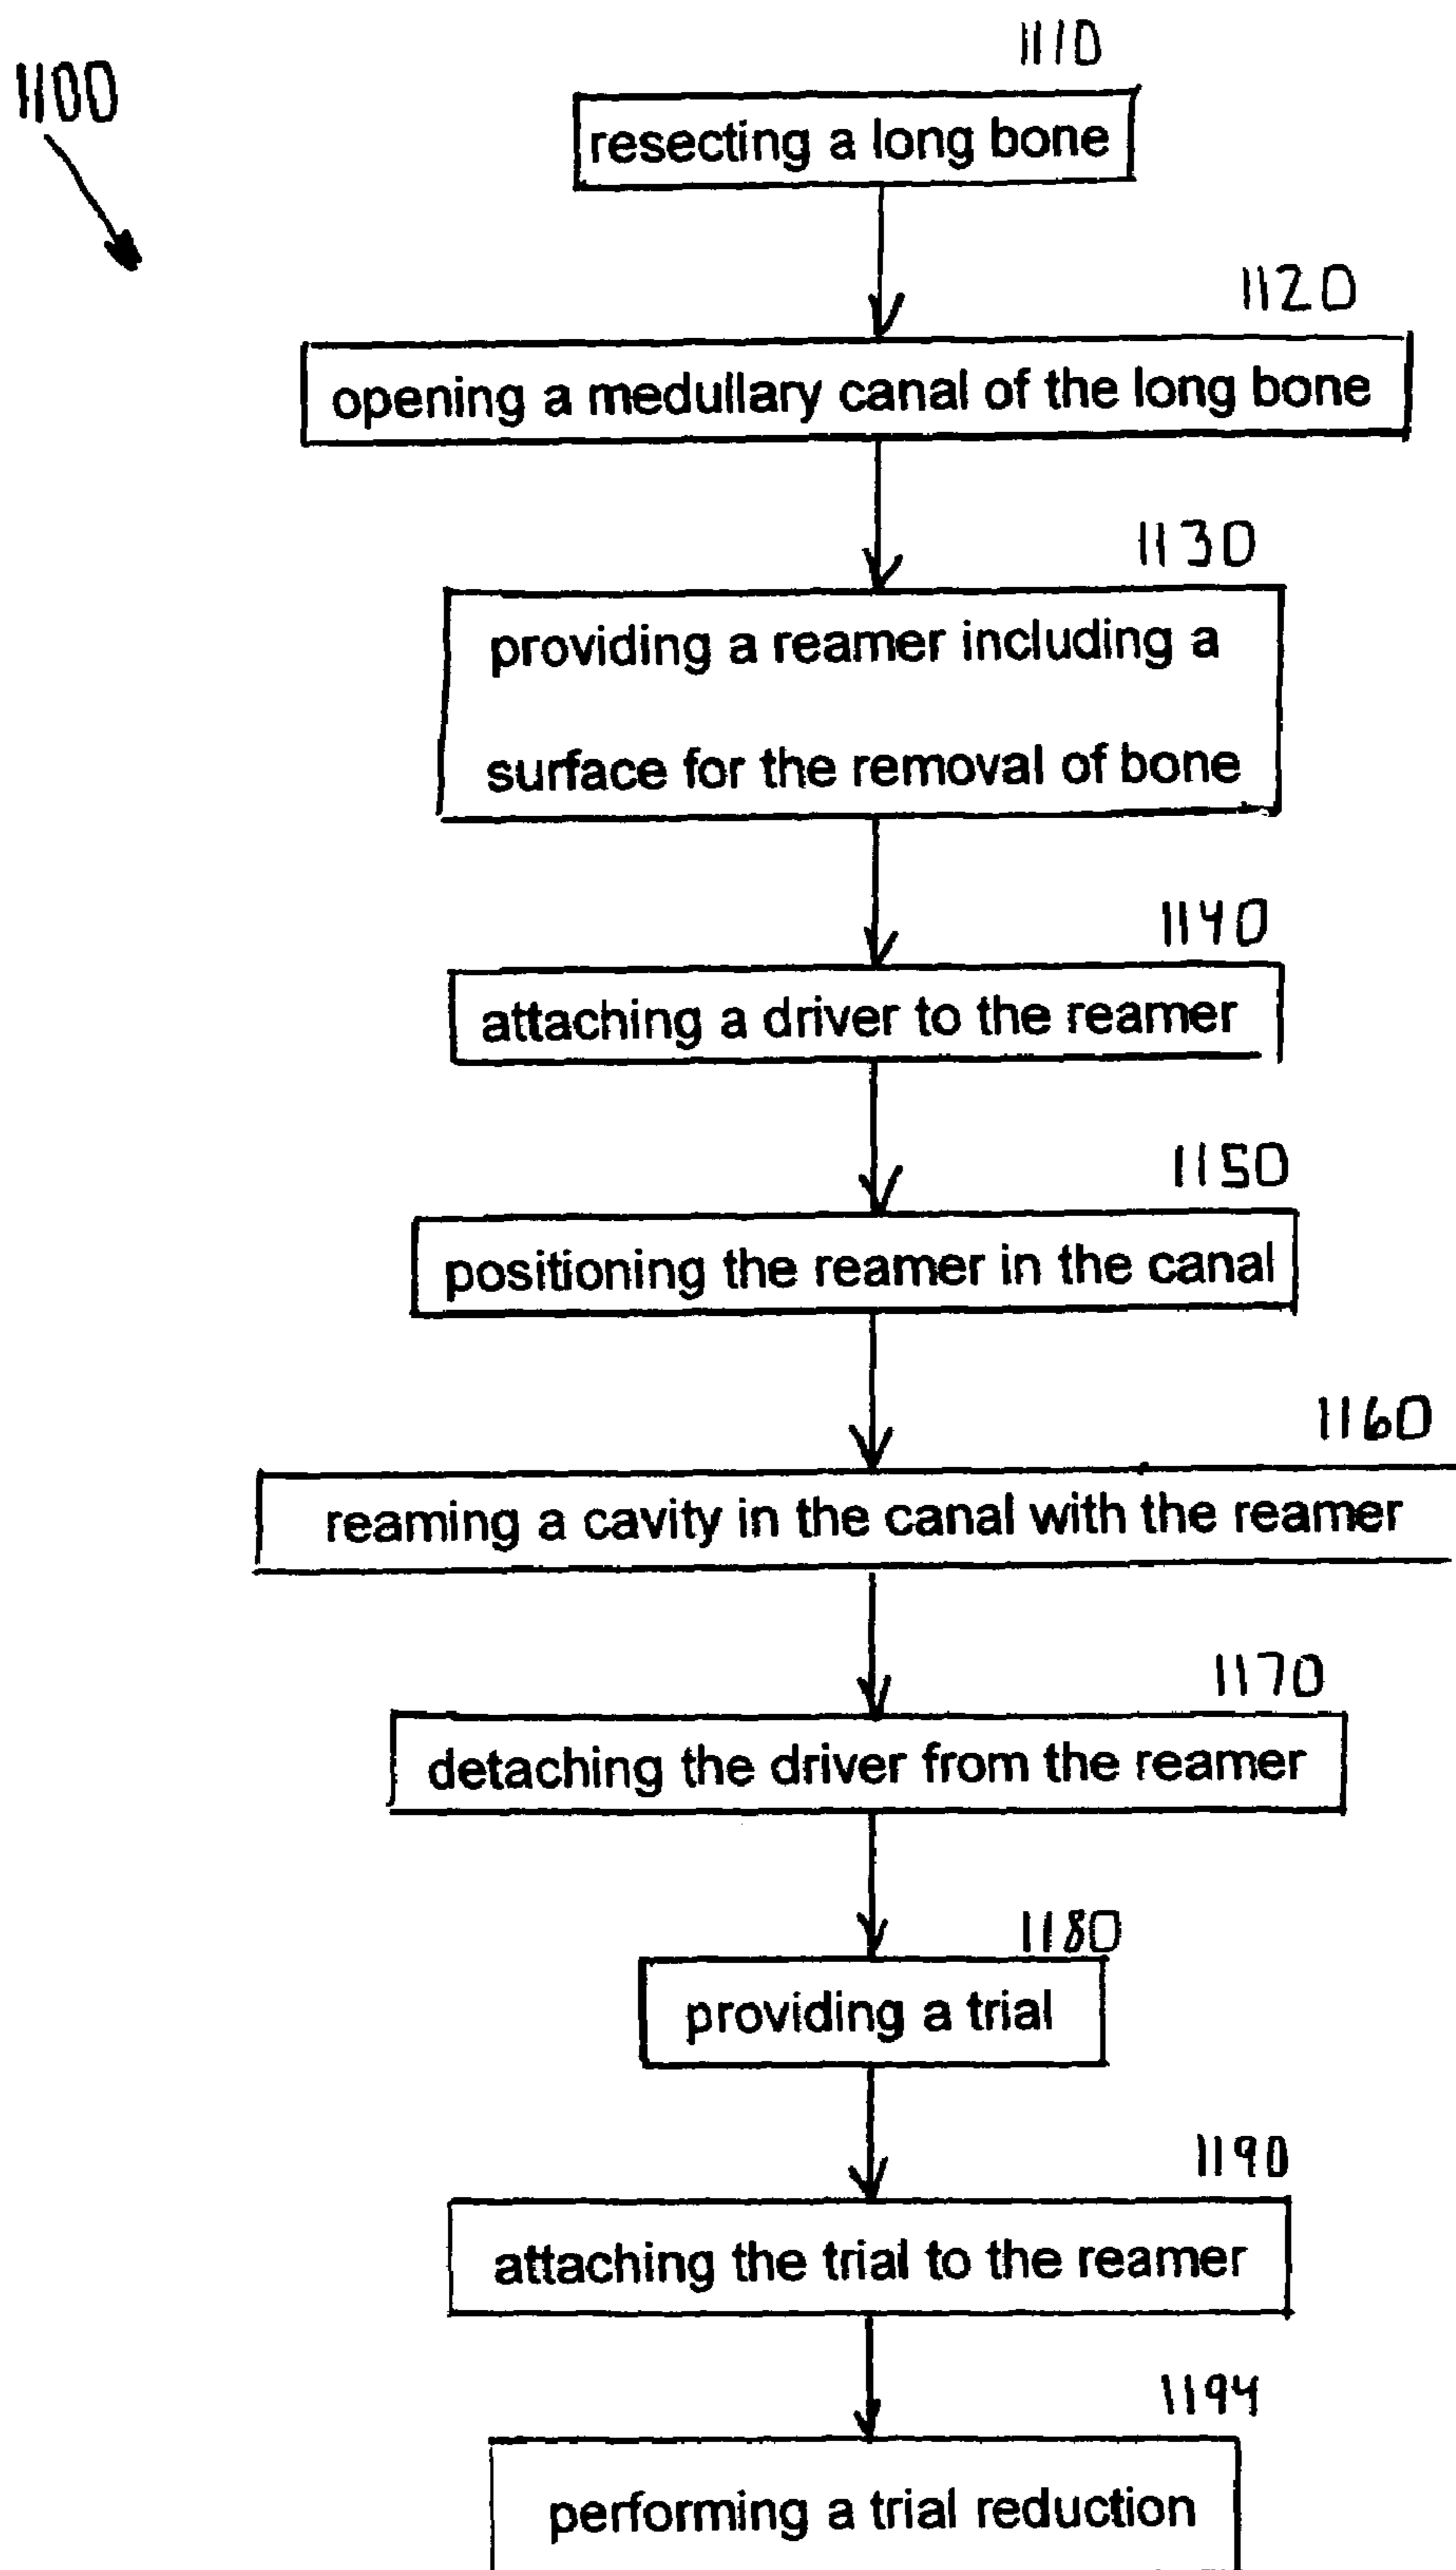 1100
1110
resecting a long bone
1120
opening a medullary canal of the long bone
1130
providing a reamer including a
surface for the removal of bone
1140
attaching a driver to the reamer
1150
positioning the reamer in the canal
1160
reaming a cavity in the canal with the reamer
1170
detaching the driver from the reamer
1180
providing a trial
1190
attaching the trial to the reamer
1194
performing a trial reduction